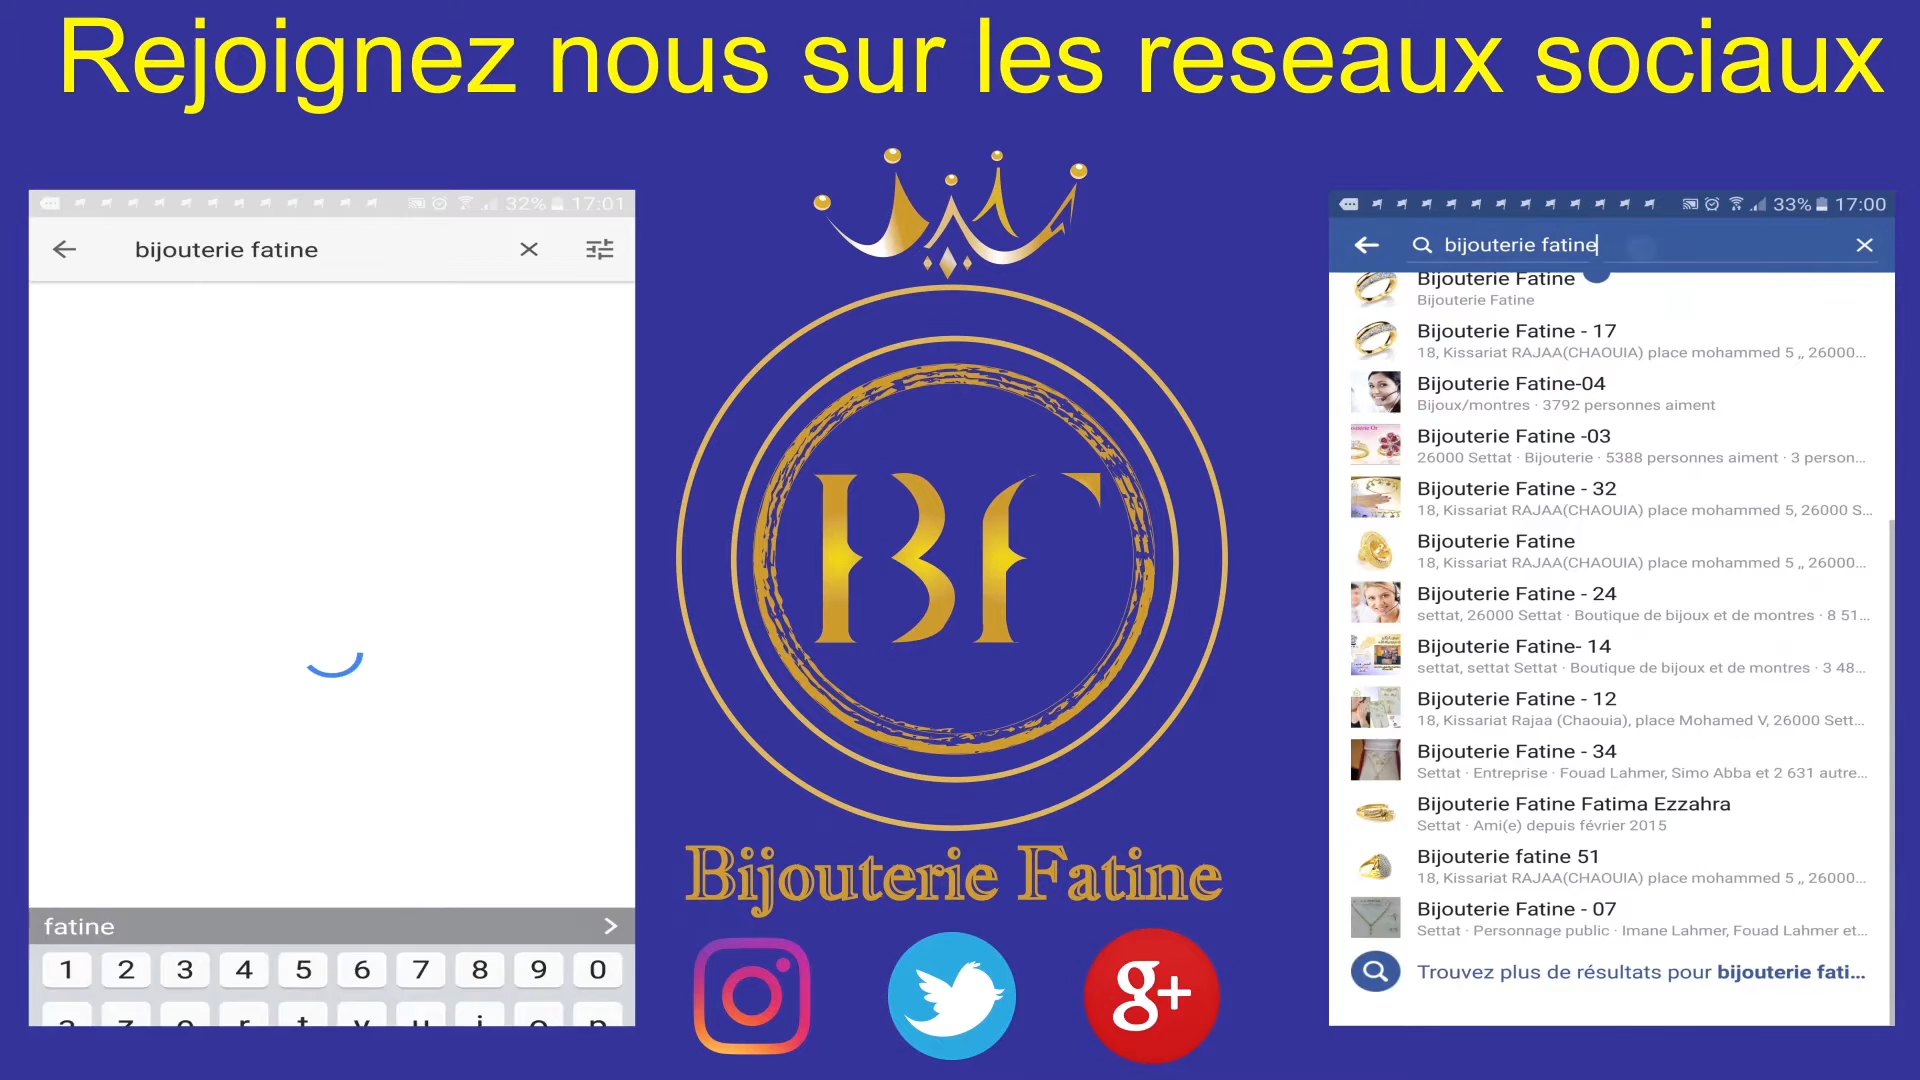 Rejoignez nous sur les reseaux sociaux
32% 17:01
bijouterie fatine
fatine
1 2 3 4 5 6 7 8 9 0
a z e r t y u i o p
BF
Bijouterie Fatine
g+
33% 17:00
bijouterie fatine
Bijouterie Fatine
Bijouterie Fatine
Bijouterie Fatine - 17
18, Kissariat RAJAA(CHAOUIA) place mohammed 5 ,, 26000...
Bijouterie Fatine-04
Bijoux/montres · 3792 personnes aiment
Bijouterie Fatine -03
26000 Settat · Bijouterie · 5388 personnes aiment · 3 person...
Bijouterie Fatine - 32
18, Kissariat RAJAA(CHAOUIA) place mohammed 5, 26000 S...
Bijouterie Fatine
18, Kissariat RAJAA(CHAOUIA) place mohammed 5 ,, 26000...
Bijouterie Fatine - 24
settat, 26000 Settat · Boutique de bijoux et de montres · 8 51...
Bijouterie Fatine- 14
settat, settat Settat · Boutique de bijoux et de montres · 3 48...
Bijouterie Fatine - 12
18, Kissariat Rajaa (Chaouia), place Mohamed V, 26000 Sett...
Bijouterie Fatine - 34
Settat · Entreprise · Fouad Lahmer, Simo Abba et 2 631 autre...
Bijouterie Fatine Fatima Ezzahra
Settat · Ami(e) depuis février 2015
Bijouterie fatine 51
18, Kissariat RAJAA(CHAOUIA) place mohammed 5 ,, 26000...
Bijouterie Fatine - 07
Settat · Personnage public · Imane Lahmer, Fouad Lahmer et...
Trouvez plus de résultats pour bijouterie fati...